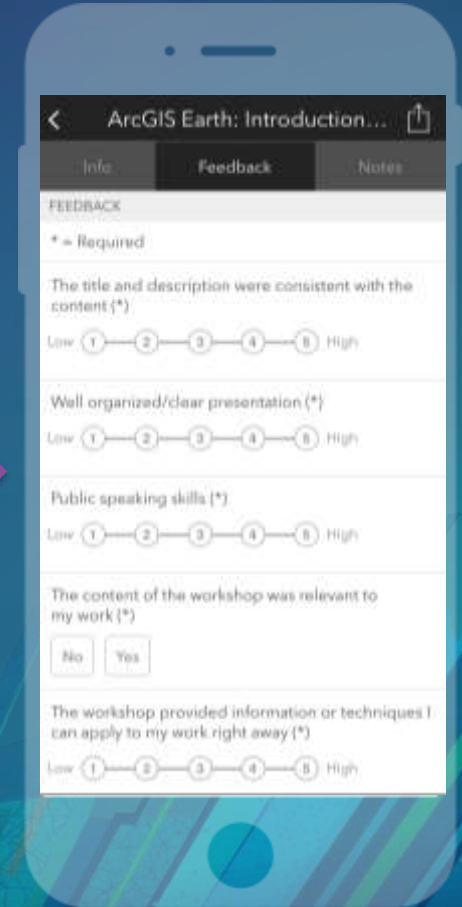 ArcGIS Earth: Introduction...
Info Feedback Notes
FEEDBACK
* = Required
The title and description were consistent with the
content (*)
Low 1 2 3 4 5 High
Well organized/clear presentation (*)
Low 1 2 3 4 5 High
Public speaking skills (*)
Low 1 2 3 4 5 High
The content of the workshop was relevant to
my work (*)
No Yes
The workshop provided information or techniques I
can apply to my work right away (*)
Low 1 2 3 4 5 High